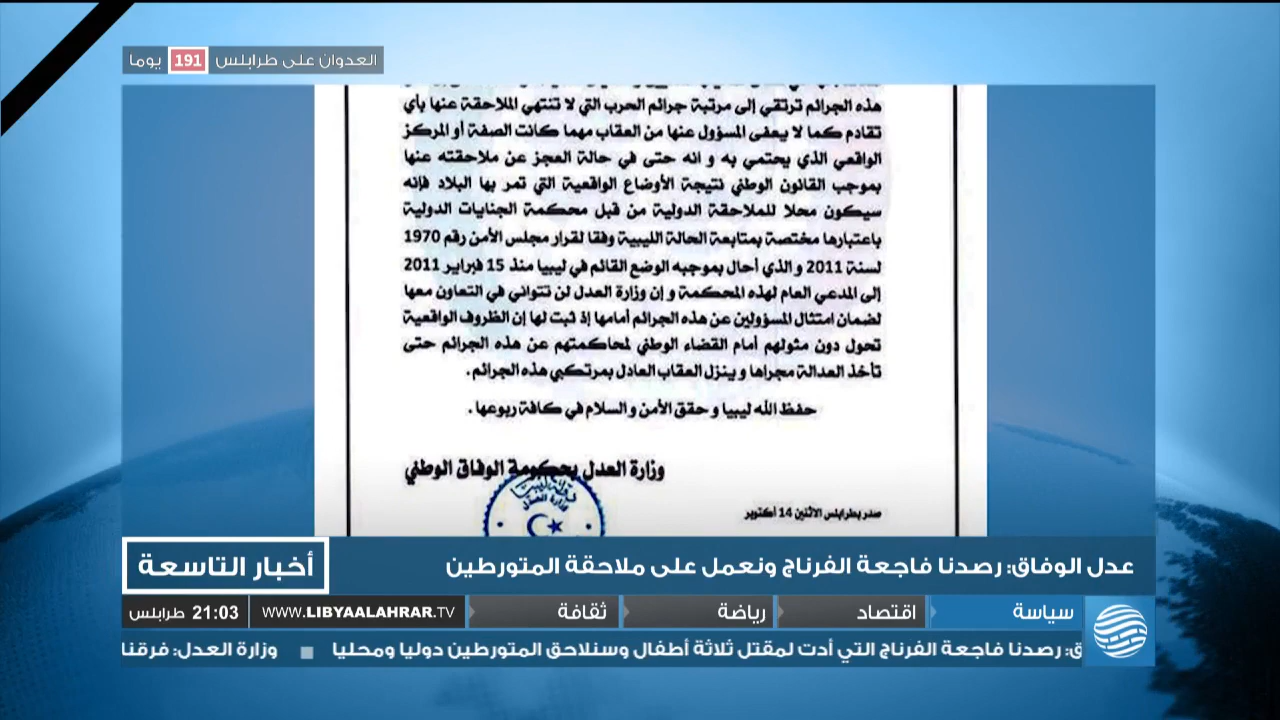 العدوان على طرابلس 191 يوما
هذه الجرائم ترتقي إلى مرتبة جرائم الحرب التي لا تنتهي الملاحقة عنها بأي
تقادم كما لا يعفى المسؤول عنها من العقاب مهما كانت الصفة أو المركز
الواقعي الذي يحتمي به و انه حتى في حالة العجز عن ملاحقته عنها
بموجب القانون الوطني نتيجة الأوضاع الواقعية التي تمر بها البلاد فإنه
سيكون محلا للملاحقة الدولية من قبل محكمة الجنايات الدولية
باعتبارها مختصة بمتابعة الحالة الليبية وفقا لقرار مجلس الأمن رقم 1970
لسنة 2011 و الذي أحال بموجبه الوضع القائم في ليبيا منذ 15 فبراير 2011
إلى المدعي العام لهذه المحكمة و إن وزارة العدل لن تتواني في التعاون معها
لضمان امتثال المسؤولين عن هذه الجرائم أمامها إذ ثبت لها إن الظروف الواقعية
تحول دون مثولهم أمام القضاء الوطني لمحاكمتهم عن هذه الجرائم حتى
تأخذ العدالة مجراها و ينزل العقاب العادل بمرتكبي هذه الجرائم.
حفظ الله ليبيا و حقق الأمن و السلام في كافة ربوعها.
وزارة العدل بحكومة الوفاق الوطني
دولة ليبيا
وزارة العدل
صدر بطرابلس الاثنين 14 أكتوبر
عدل الوفاق: رصدنا فاجعة الفرناج ونعمل على ملاحقة المتورطين
أخبار التاسعة
سياسة اقتصاد رياضة ثقافة WWW.LIBYAALAHRAR.TV 21:03 طرابلس
ق: رصدنا فاجعة الفرناج التي أدت لمقتل ثلاثة أطفال وسنلاحق المتورطين دوليا ومحليا ■ وزارة العدل: فرقنا